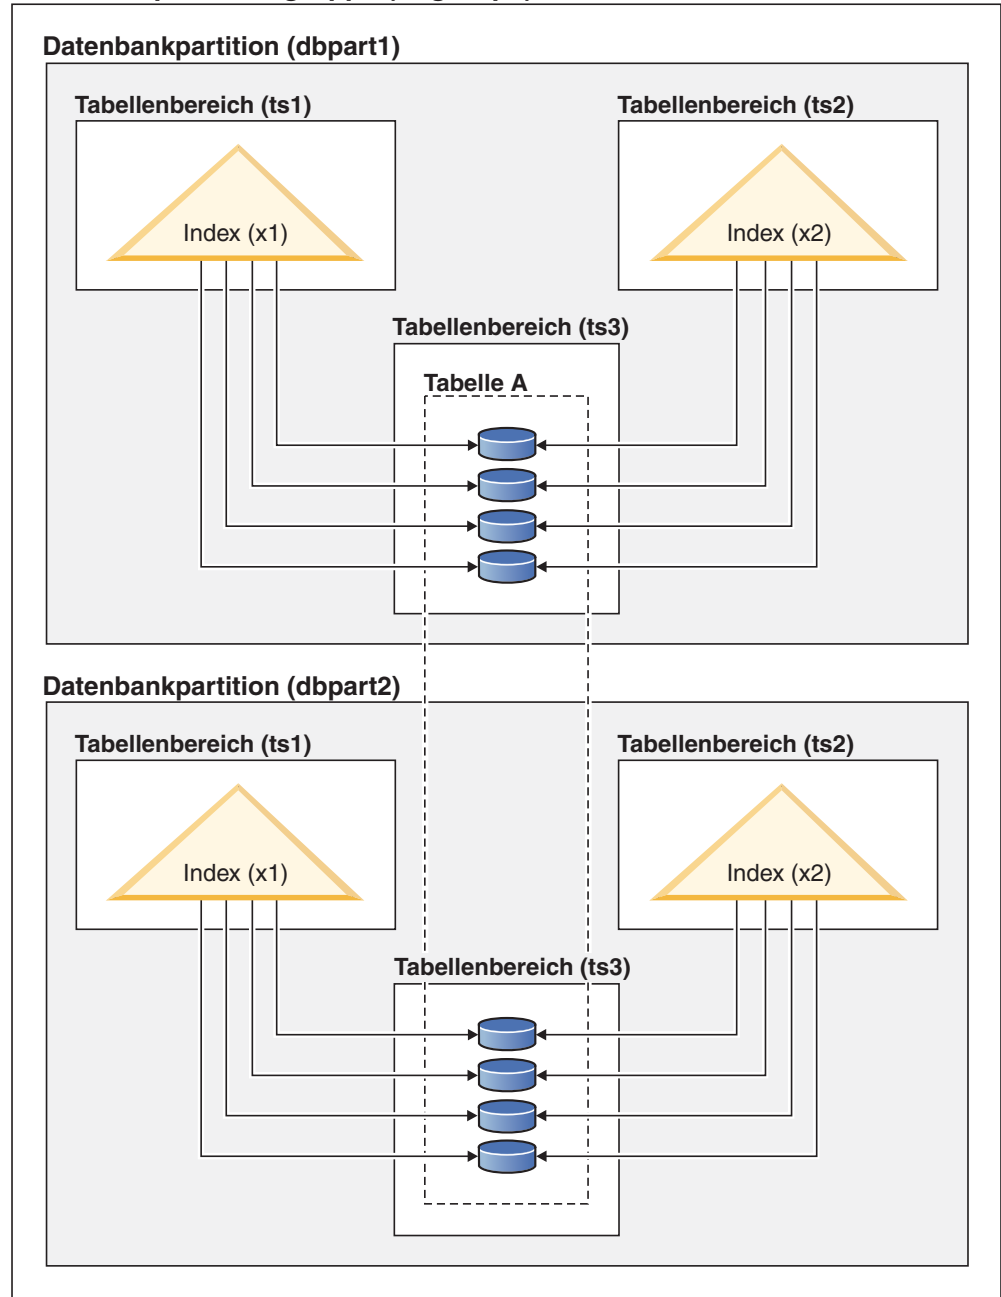 Datenbankpartition (dbpart1)
Tabellenbereich (ts1)
Tabellenbereich (ts2)
Index (x1)
Index (x2)
Tabellenbereich (ts3)
Tabelle A
Datenbankpartition (dbpart2)
Tabellenbereich (ts1)
Tabellenbereich (ts2)
Index (x1)
Index (x2)
Tabellenbereich (ts3)